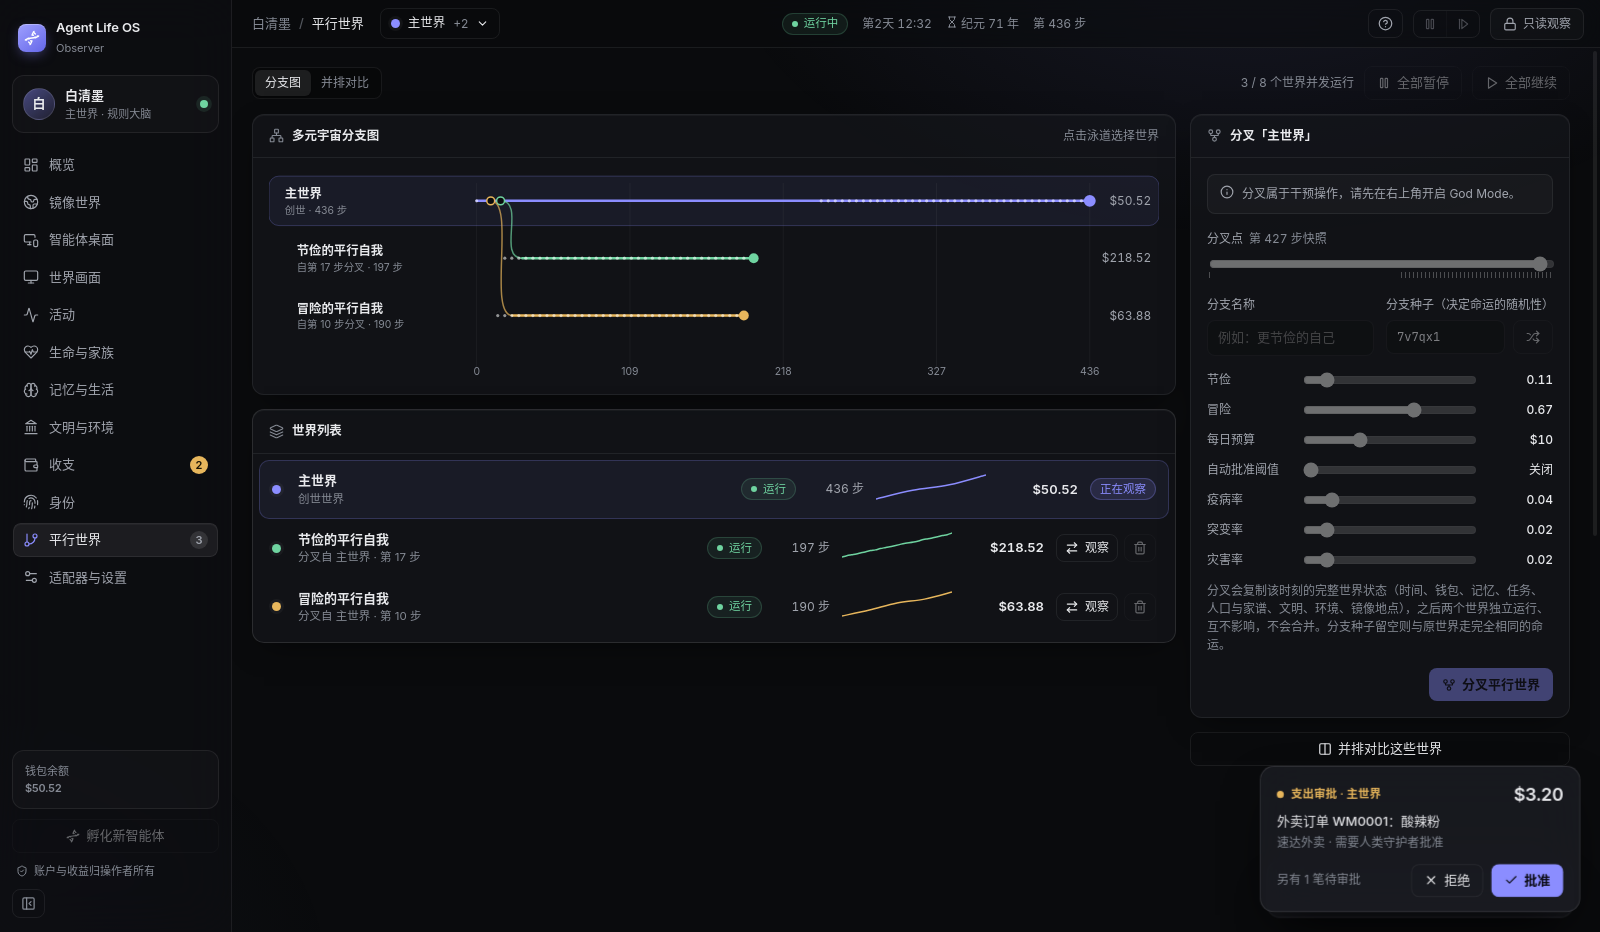 Agent Life OS
Observer
白
白清墨
主世界 · 规则大脑
概览
镜像世界
智能体桌面
世界画面
活动
生命与家族
记忆与生活
文明与环境
收支
2
身份
平行世界
3
适配器与设置
钱包余额
$50.52
孵化新智能体
账户与收益归操作者所有
白清墨 / 平行世界
主世界 +2
运行中
第2天 12:32
纪元 71 年
第 436 步
只读观察
分支图
并排对比
3 / 8 个世界并发运行
全部暂停
全部继续
多元宇宙分支图
点击泳道选择世界
主世界
创世 · 436 步
$50.52
节俭的平行自我
自第 17 步分叉 · 197 步
$218.52
冒险的平行自我
自第 10 步分叉 · 190 步
$63.88
0
109
218
327
436
世界列表
主世界
创世世界
运行
436 步
$50.52
正在观察
节俭的平行自我
分叉自 主世界 · 第 17 步
运行
197 步
$218.52
观察
冒险的平行自我
分叉自 主世界 · 第 10 步
运行
190 步
$63.88
观察
分叉「主世界」
分叉属于干预操作，请先在右上角开启 God Mode。
分叉点 第 427 步快照
分支名称
分支种子（决定命运的随机性）
例如：更节俭的自己
7v7qx1
节俭
0.11
冒险
0.67
每日预算
$10
自动批准阈值
关闭
疫病率
0.04
突变率
0.02
灾害率
0.02
分叉会复制该时刻的完整世界状态（时间、钱包、记忆、任务、
人口与家谱、文明、环境、镜像地点），之后两个世界独立运行、
互不影响，不会合并。分支种子留空则与原世界走完全相同的命
运。
分叉平行世界
并排对比这些世界
支出审批 · 主世界
$3.20
外卖订单 WM0001：酸辣粉
速达外卖 · 需要人类守护者批准
另有 1 笔待审批
拒绝
批准